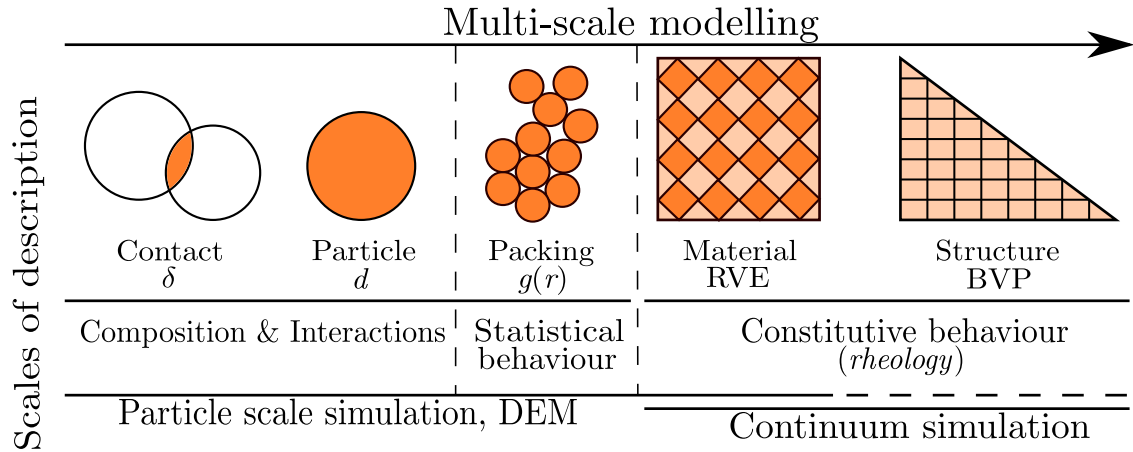 Multi-scale modelling
Scales of description
Contact
δ
Particle
d
Packing
g(r)
Material
RVE
Structure
BVP
Composition & Interactions
Statistical
behaviour
Constitutive behaviour
(rheology)
Particle scale simulation, DEM
Continuum simulation